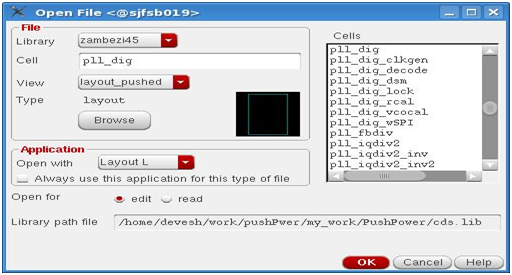 Open File <@sjfsb019>
File
Library zambezi45
Cell pll_dig
View layout_pushed
Type layout
Browse
Application
Open with Layout L
Always use this application for this type of file
Cells
pll_dig
pll_dig_clkgen
pll_dig_decode
pll_dig_dsm
pll_dig_lock
pll_dig_rcal
pll_dig_vcocal
pll_dig_wSPI
pll_fbdiv
pll_iqdiv2
pll_iqdiv2_inv
pll_iqdiv2_inv2
Open for edit read
Library path file /home/devesh/work/pushPwer/my_work/PushPower/cds.lib
OK Cancel Help